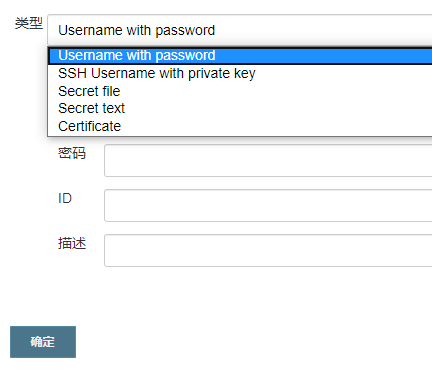 类型 Username with password
Username with password
SSH Username with private key
Secret file
Secret text
Certificate
密码
ID
描述
确定